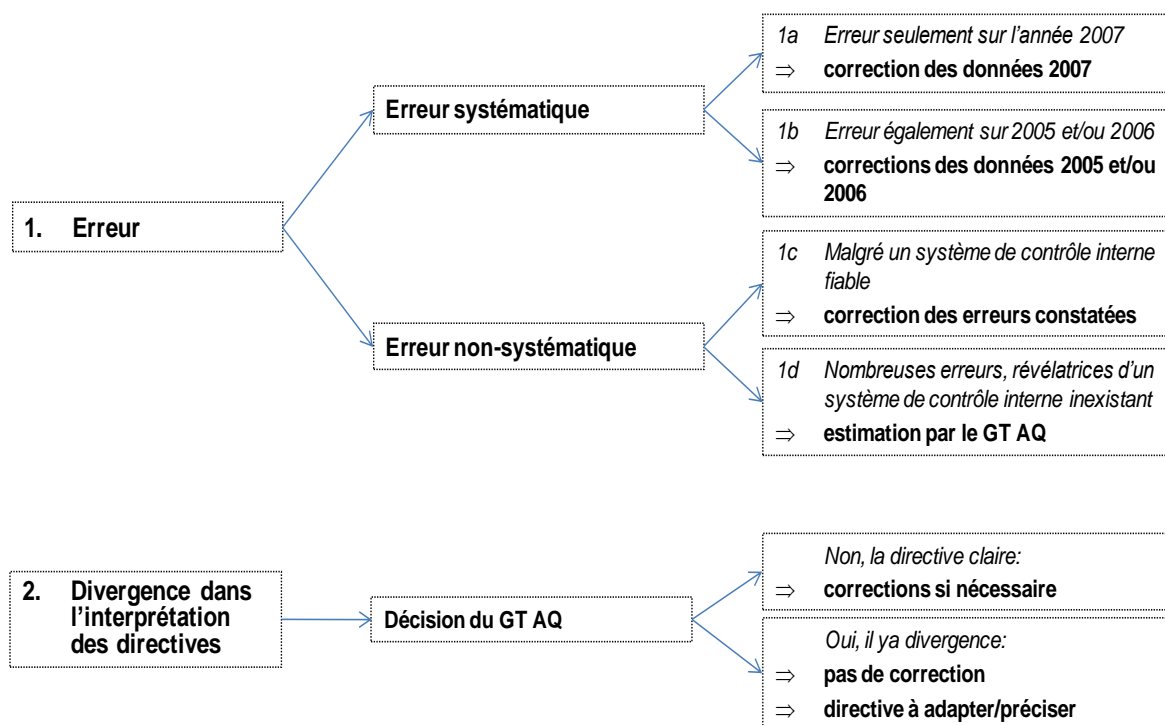 1a Erreur seulement sur l’année 2007
⇒ correction des données 2007
Erreur systématique
1b Erreur également sur 2005 et/ou 2006
⇒ corrections des données 2005 et/ou
2006
1. Erreur
1c Malgré un système de contrôle interne
fiable
⇒ correction des erreurs constatées
Erreur non-systématique
1d Nombreuses erreurs, révélatrices d’un
système de contrôle interne inexistant
⇒ estimation par le GT AQ
2. Divergence dans
l’interprétation
des directives
Décision du GT AQ
Non, la directive claire:
⇒ corrections si nécessaire
Oui, il ya divergence:
⇒ pas de correction
⇒ directive à adapter/préciser